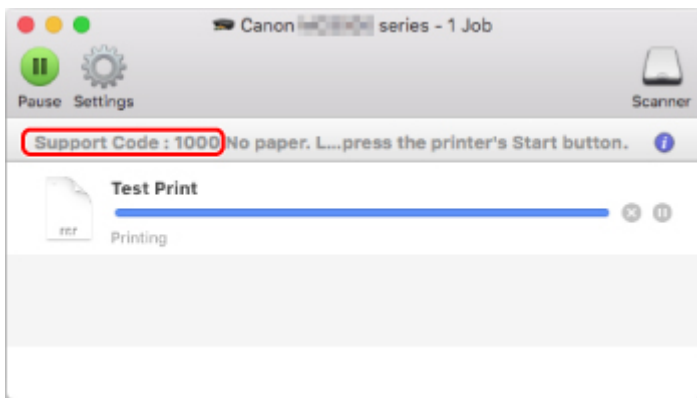 Canon series - 1 Job
Pause Settings
Scanner
Support Code : 1000 No paper. L...press the printer's Start button.
Test Print
Printing